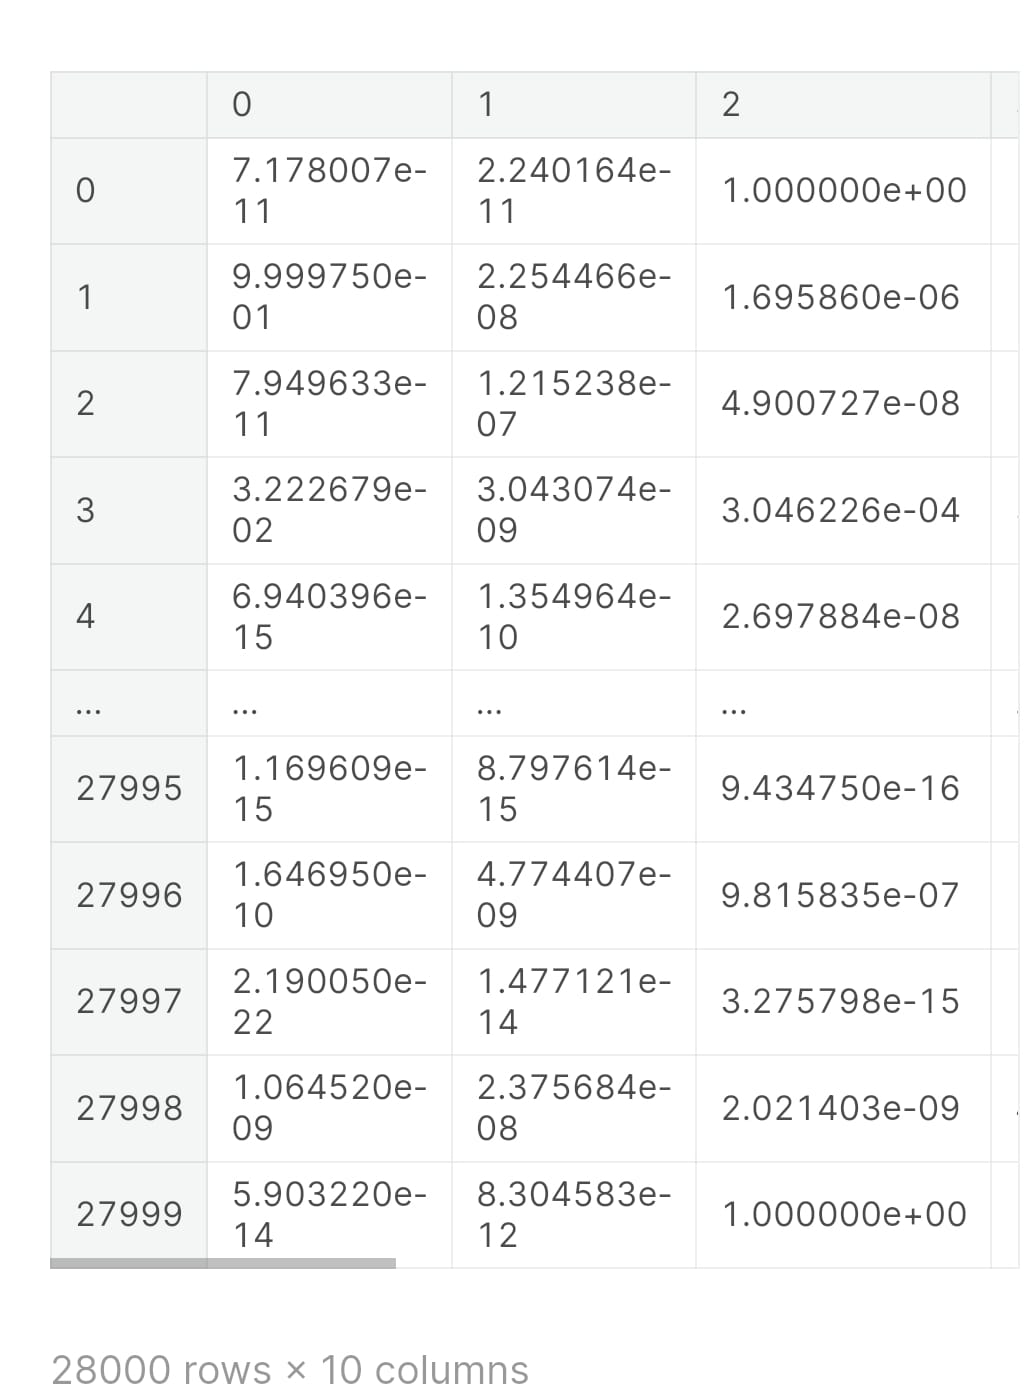 0 1 2
0 7.178007e-11 2.240164e-11 1.000000e+00
1 9.999750e-01 2.254466e-08 1.695860e-06
2 7.949633e-11 1.215238e-07 4.900727e-08
3 3.222679e-02 3.043074e-09 3.046226e-04
4 6.940396e-15 1.354964e-10 2.697884e-08
... ... ... ...
27995 1.169609e-15 8.797614e-15 9.434750e-16
27996 1.646950e-10 4.774407e-09 9.815835e-07
27997 2.190050e-22 1.477121e-14 3.275798e-15
27998 1.064520e-09 2.375684e-08 2.021403e-09
27999 5.903220e-14 8.304583e-12 1.000000e+00
28000 rows × 10 columns